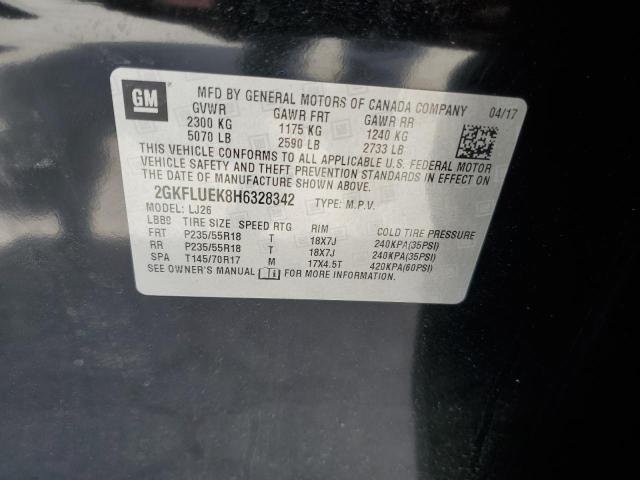 GM
MFD BY GENERAL MOTORS OF CANADA COMPANY 04/17
GVWR GAWR FRT GAWR RR
2300 KG 1175 KG 1240 KG
5070 LB 2590 LB 2733 LB
THIS VEHICLE CONFORMS TO ALL APPLICABLE U.S. FEDERAL MOTOR
VEHICLE SAFETY AND THEFT PREVENTION STANDARDS IN EFFECT ON THE
DATE OF MANUFACTURE SHOWN ABOVE.
2GKFLUEK8H6328342 TYPE: M.P.V.
MODEL: LJ26
LBB9 TIRE SIZE SPEED RTG RIM COLD TIRE PRESSURE
FRT P235/55R18 T 18X7J 240KPA(35PSI)
RR P235/55R18 T 18X7J 240KPA(35PSI)
SPA T145/70R17 M 17X4.5T 420KPA(60PSI)
SEE OWNER'S MANUAL FOR MORE INFORMATION.